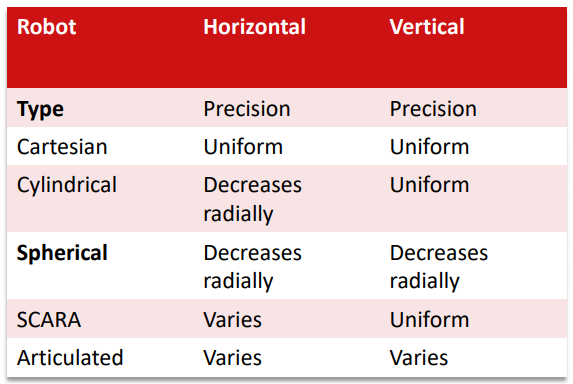 Robot Horizontal Vertical
Type Precision Precision
Cartesian Uniform Uniform
Cylindrical Decreases Uniform
radially
Spherical Decreases Decreases
radially radially
SCARA Varies Uniform
Articulated Varies Varies